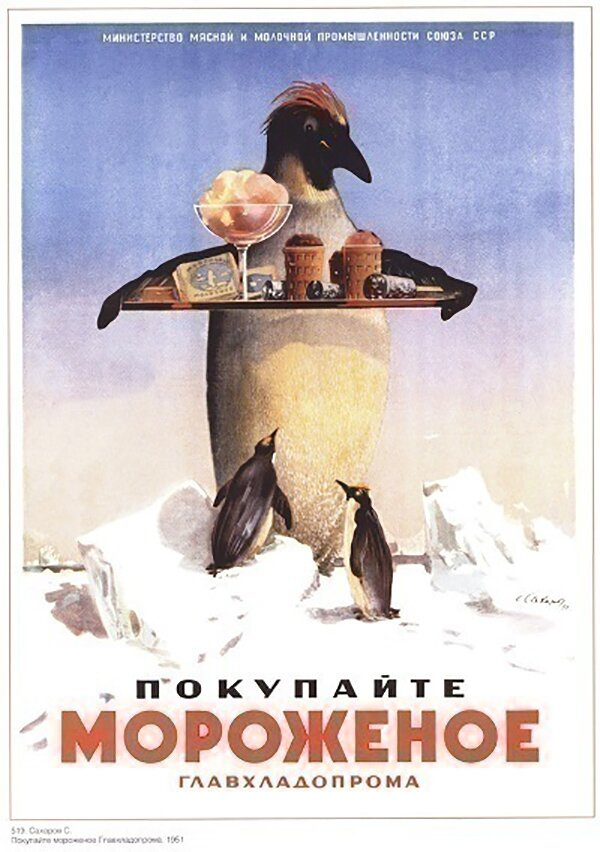 МИНИСТЕРСТВО МЯСНОЙ И МОЛОЧНОЙ ПРОМЫШЛЕННОСТИ СОЮЗА ССР
ПОКУПАЙТЕ
МОРОЖЕНОЕ
ГЛАВХЛАДОПРОМА
519. Сахаров С.
Покупайте мороженое Главхладопрома. 1951